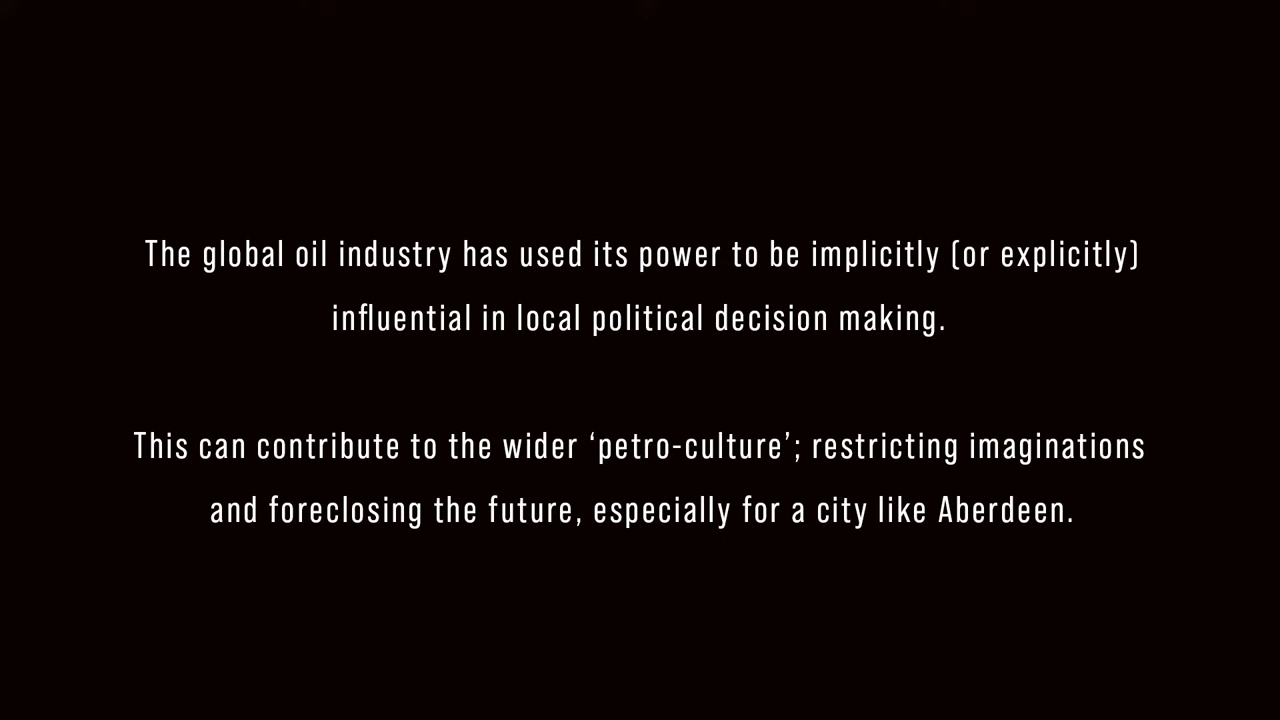 The global oil industry has used its power to be implicitly (or explicitly)
influential in local political decision making.
This can contribute to the wider ‘petro-culture’; restricting imaginations
and foreclosing the future, especially for a city like Aberdeen.